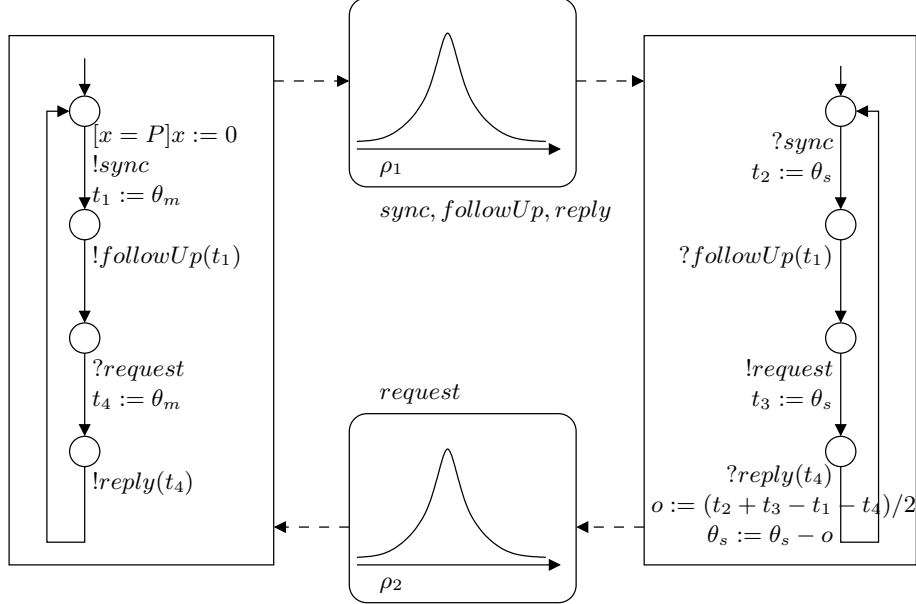 [x = P]x := 0
!sync
t₁ := θₘ
!followUp(t₁)
?request
t₄ := θₘ
!reply(t₄)
ρ₁
sync, followUp, reply
request
ρ₂
?sync
t₂ := θₛ
?followUp(t₁)
!request
t₃ := θₛ
?reply(t₄)
o := (t₂ + t₃ − t₁ − t₄)/2
θₛ := θₛ − o